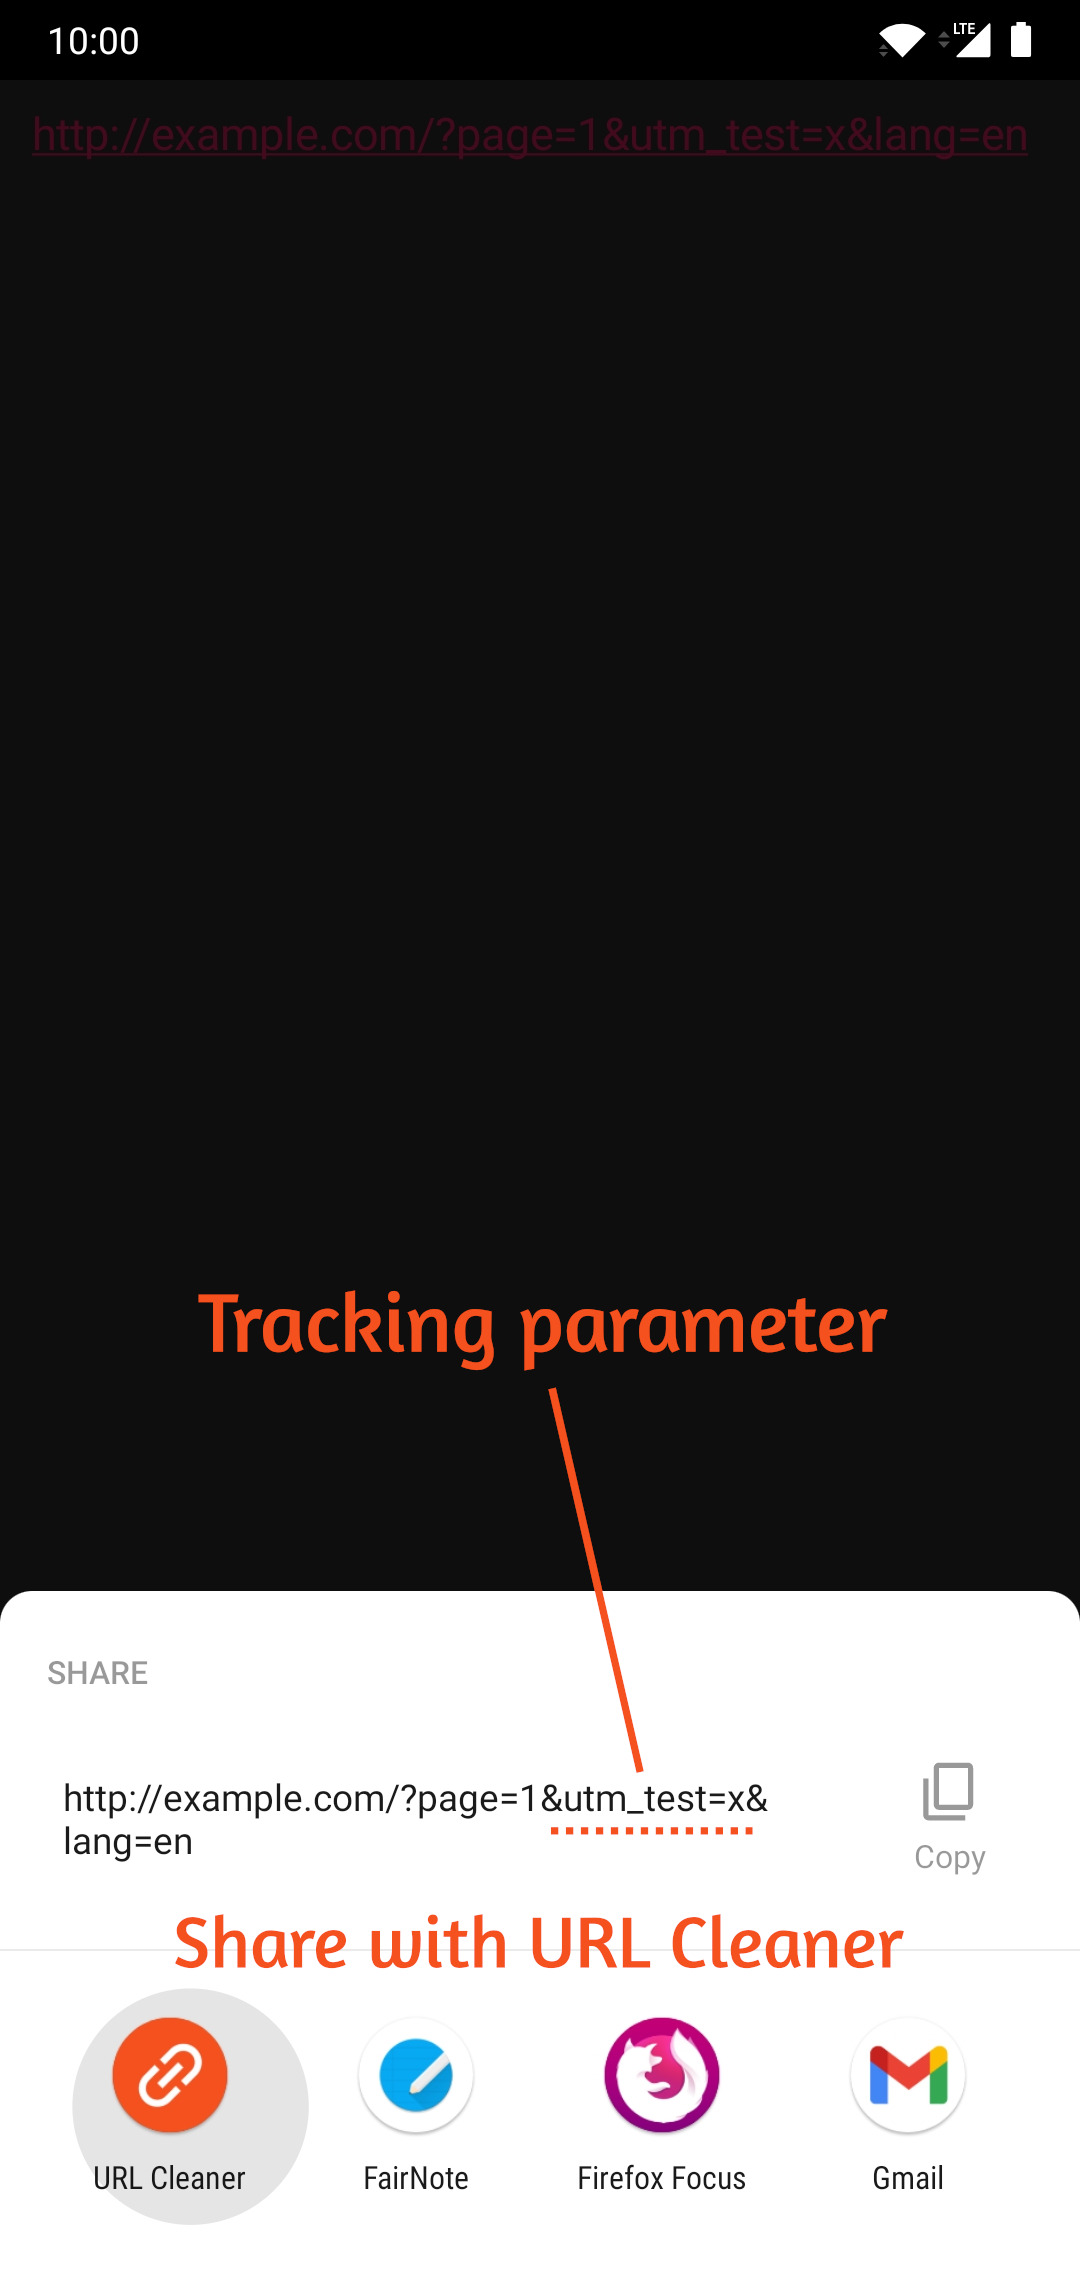 10:00
LTE
http://example.com/?page=1&utm_test=x&lang=en
Tracking parameter
SHARE
http://example.com/?page=1&utm_test=x&
lang=en
Copy
Share with URL Cleaner
URL Cleaner
FairNote
Firefox Focus
Gmail